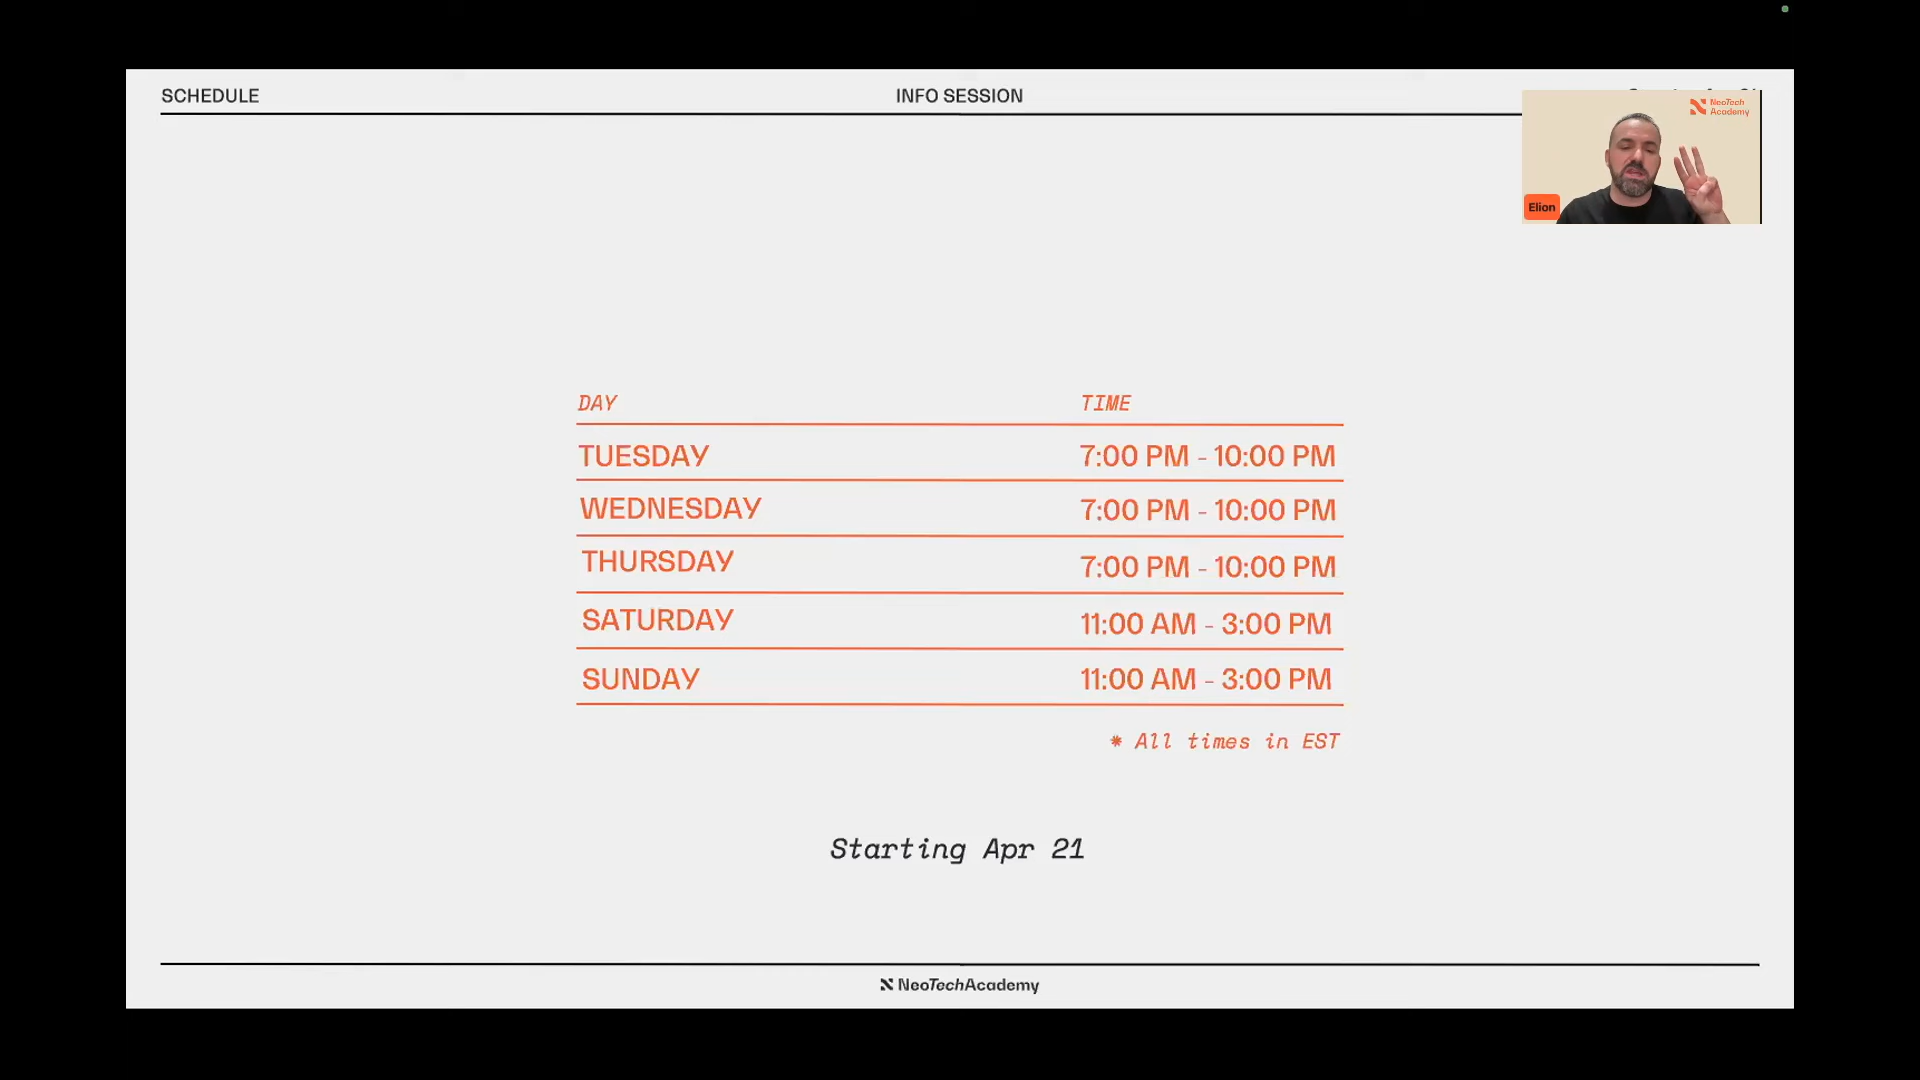 SCHEDULE
INFO SESSION
NeoTech
Academy
Elion
DAY TIME
TUESDAY 7:00 PM - 10:00 PM
WEDNESDAY 7:00 PM - 10:00 PM
THURSDAY 7:00 PM - 10:00 PM
SATURDAY 11:00 AM - 3:00 PM
SUNDAY 11:00 AM - 3:00 PM
* All times in EST
Starting Apr 21
NeoTechAcademy